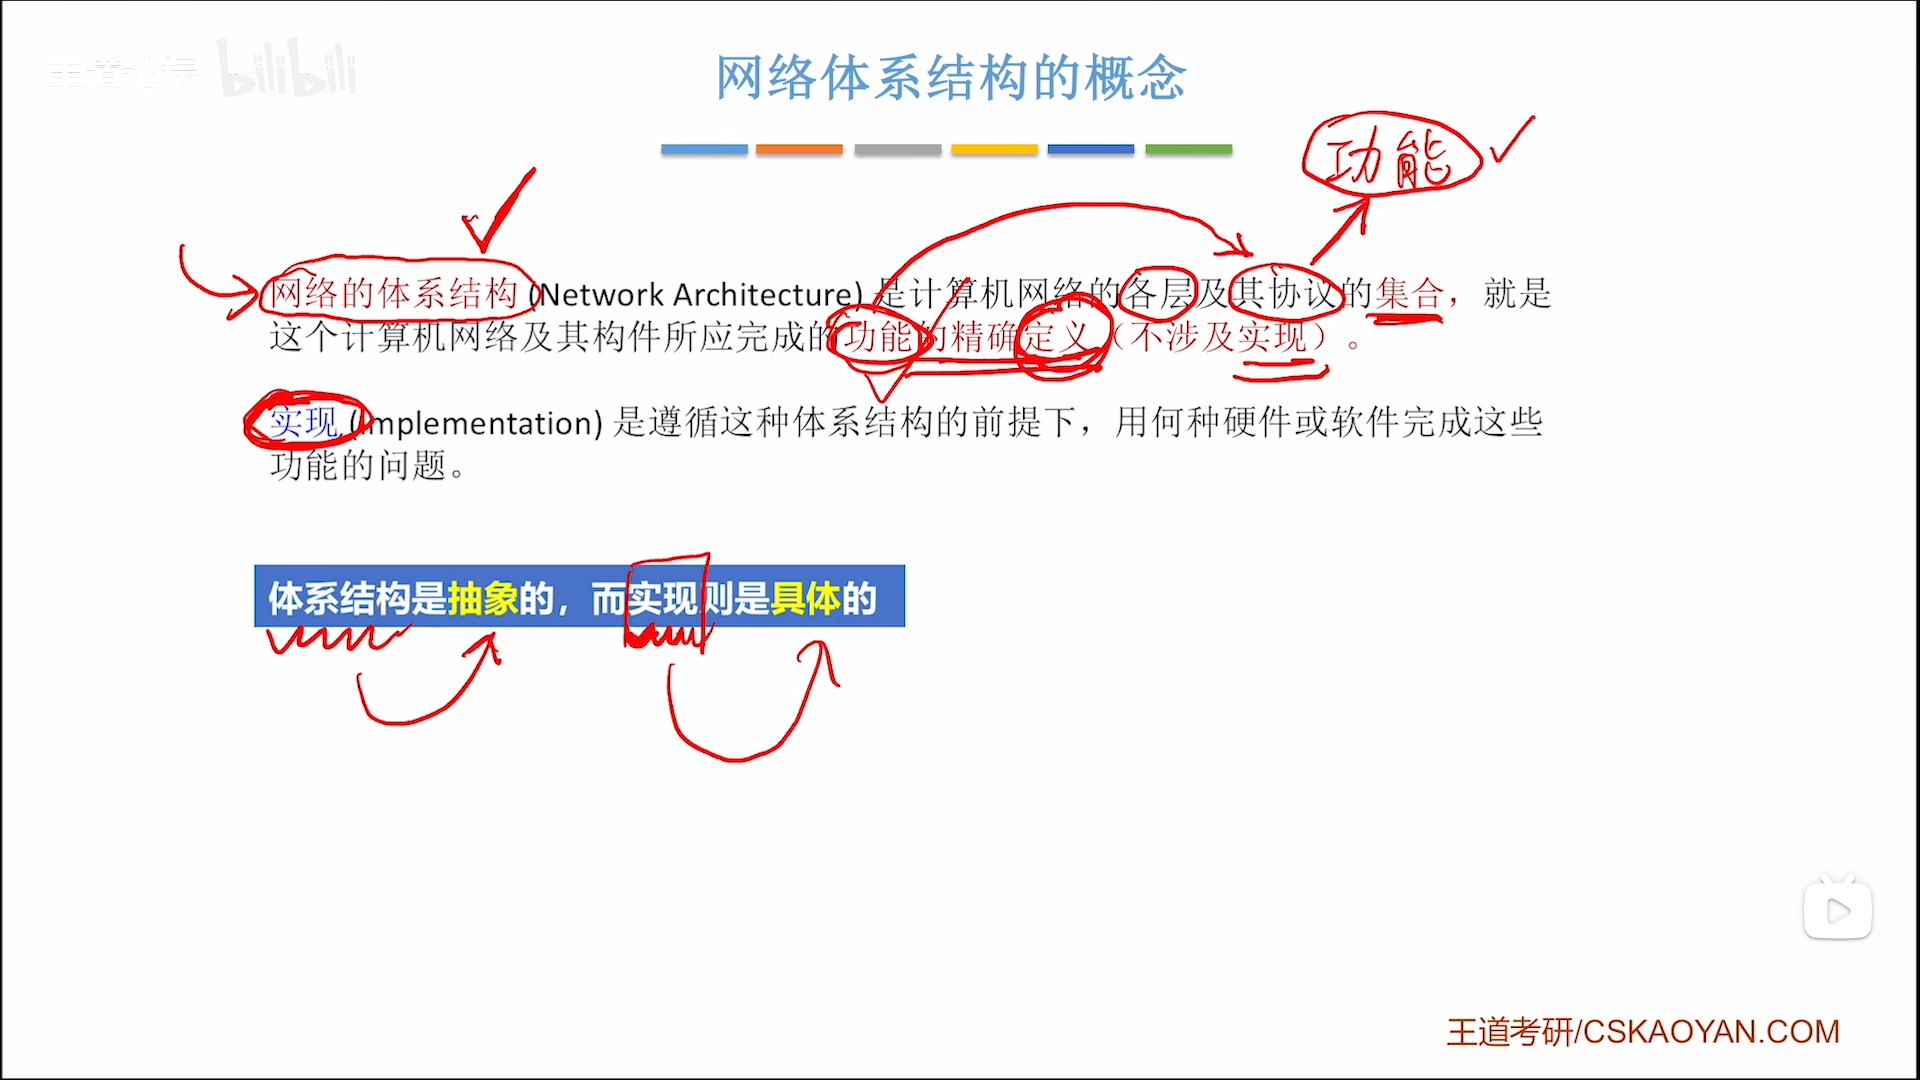 王道论坛 bilibili
网络体系结构的概念
功能
网络的体系结构 (Network Architecture) 是计算机网络的各层及其协议的集合，就是
这个计算机网络及其构件所应完成的功能的精确定义（不涉及实现）。
实现 (Implementation) 是遵循这种体系结构的前提下，用何种硬件或软件完成这些
功能的问题。
体系结构是抽象的，而实现则是具体的
王道考研/CSKAOYAN.COM